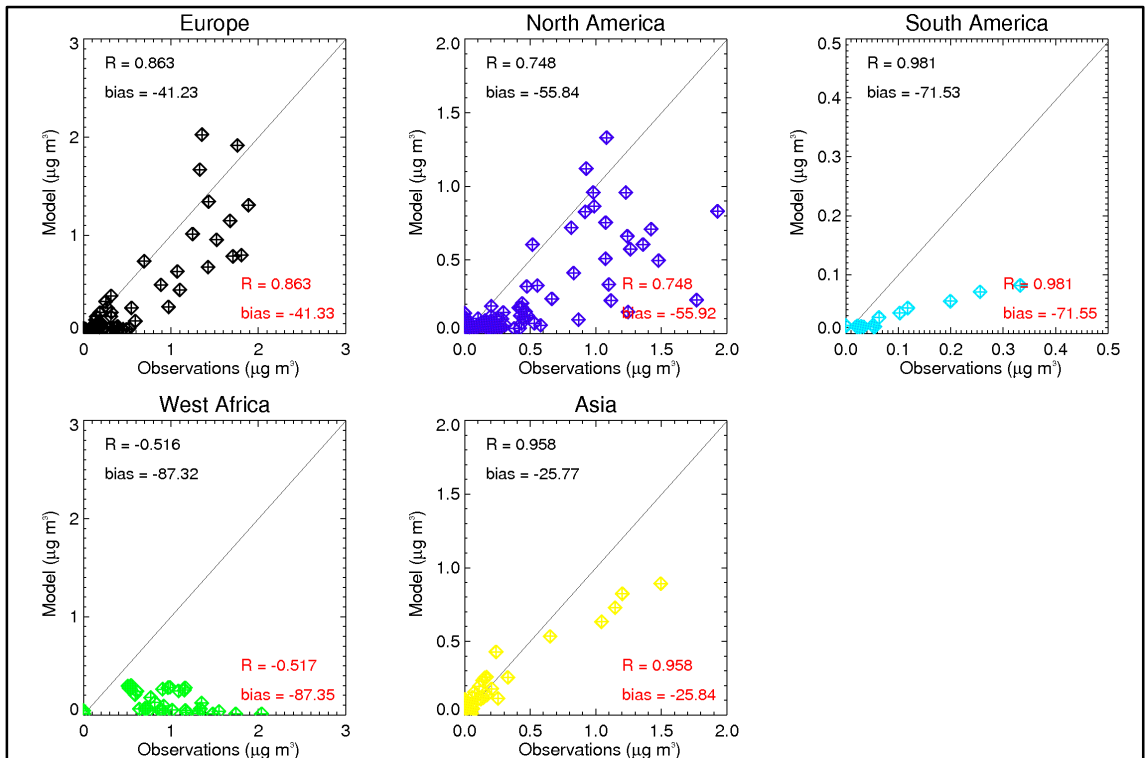 Europe
3
2
1
0
0
1
2
3
Model (µg m³)
Observations (µg m³)
R = 0.863
bias = -41.23
R = 0.863
bias = -41.33
North America
2.0
1.5
1.0
0.5
0.0
0.0
0.5
1.0
1.5
2.0
Model (µg m³)
Observations (µg m³)
R = 0.748
bias = -55.84
R = 0.748
bias = -55.92
South America
0.5
0.4
0.3
0.2
0.1
0.0
0.0
0.1
0.2
0.3
0.4
0.5
Model (µg m³)
Observations (µg m³)
R = 0.981
bias = -71.53
R = 0.981
bias = -71.55
West Africa
3
2
1
0
0
1
2
3
Model (µg m³)
Observations (µg m³)
R = -0.516
bias = -87.32
R = -0.517
bias = -87.35
Asia
2.0
1.5
1.0
0.5
0.0
0.0
0.5
1.0
1.5
2.0
Model (µg m³)
Observations (µg m³)
R = 0.958
bias = -25.77
R = 0.958
bias = -25.84